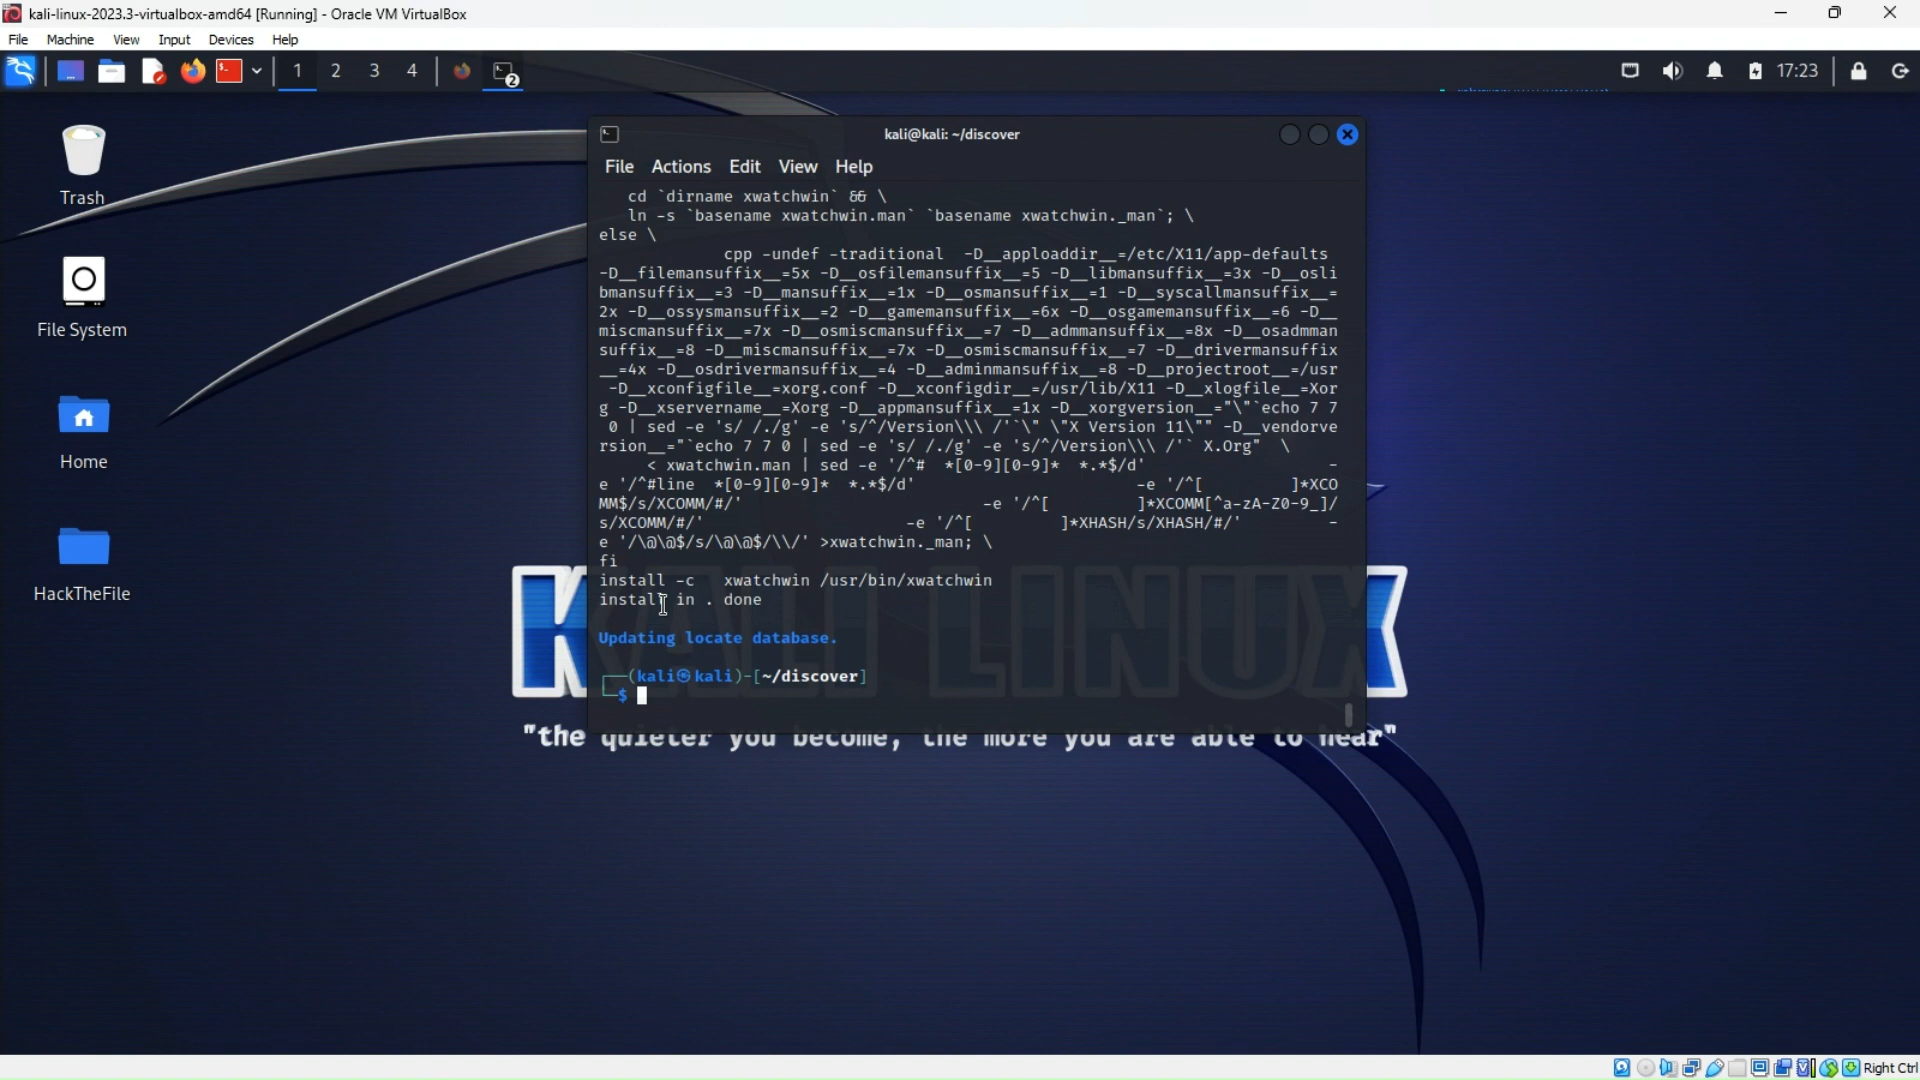 kali-linux-2023.3-virtualbox-amd64 [Running] - Oracle VM VirtualBox
File Machine View Input Devices Help
1 2 3 4 2 17:23
Trash
File System
Home
HackTheFile
kali@kali: ~/discover
File Actions Edit View Help
cd `dirname xwatchwin` && \
ln -s `basename xwatchwin.man` `basename xwatchwin._man`; \
else \
cpp -undef -traditional -D__apploaddir__=/etc/X11/app-defaults
-D__filemansuffix__=5x -D__osfilemansuffix__=5 -D__libmansuffix__=3x -D__osli
bmansuffix__=3 -D__mansuffix__=1x -D__osmansuffix__=1 -D__syscallmansuffix__=
2x -D__ossysmansuffix__=2 -D__gamemansuffix__=6x -D__osgamemansuffix__=6 -D__
miscmansuffix__=7x -D__osmiscmansuffix__=7 -D__admmansuffix__=8x -D__osadmman
suffix__=8 -D__miscmansuffix__=7x -D__osmiscmansuffix__=7 -D__drivermansuffix
__=4x -D__osdrivermansuffix__=4 -D__adminmansuffix__=8 -D__projectroot__=/usr
-D__xconfigfile__=xorg.conf -D__xconfigdir__=/usr/lib/X11 -D__xlogfile__=Xor
g -D__xservername__=Xorg -D__appmansuffix__=1x -D__xorgversion__="\"`echo 7 7
0 | sed -e 's/ /./g' -e 's/^/Version\\\ /'`\" \"X Version 11\"" -D__vendorve
rsion__="`echo 7 7 0 | sed -e 's/ /./g' -e 's/^/Version\\\ /'` X.Org" \
< xwatchwin.man | sed -e '/^# *[0-9][0-9]* *.*$/d' -
e '/^#line *[0-9][0-9]* *.*$/d' -e '/^[ ]*XCO
MM$/s/XCOMM/#/' -e '/^[ ]*XCOMM[^a-zA-Z0-9_]/
s/XCOMM/#/' -e '/^[ ]*XHASH/s/XHASH/#/' -
e '/\@\@$/s/\@\@$/\\/' >xwatchwin._man; \
fi
install -c xwatchwin /usr/bin/xwatchwin
install in . done
Updating locate database.
(kali㉿kali)-[~/discover]
$
KALI LINUX
"the quieter you become, the more you are able to hear"
Right Ctrl